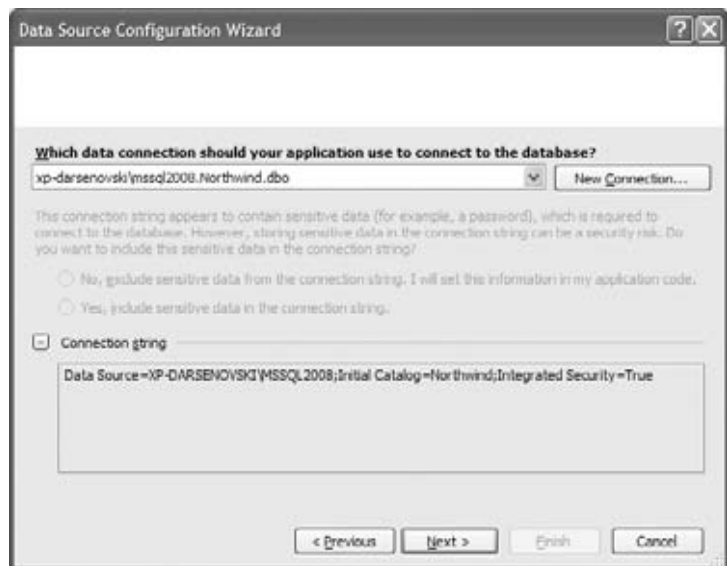 Data Source Configuration Wizard
Which data connection should your application use to connect to the database?
xp-darsenovski\mssql2008.Northwind.dbo
New Connection...
This connection string appears to contain sensitive data (for example, a password), which is required to
connect to the database. However, storing sensitive data in the connection string can be a security risk. Do
you want to include this sensitive data in the connection string?
No, exclude sensitive data from the connection string. I will set this information in my application code.
Yes, include sensitive data in the connection string.
Connection string
Data Source=XP-DARSENOVSKI\MSSQL2008;Initial Catalog=Northwind;Integrated Security=True
< Previous
Next >
Finish
Cancel